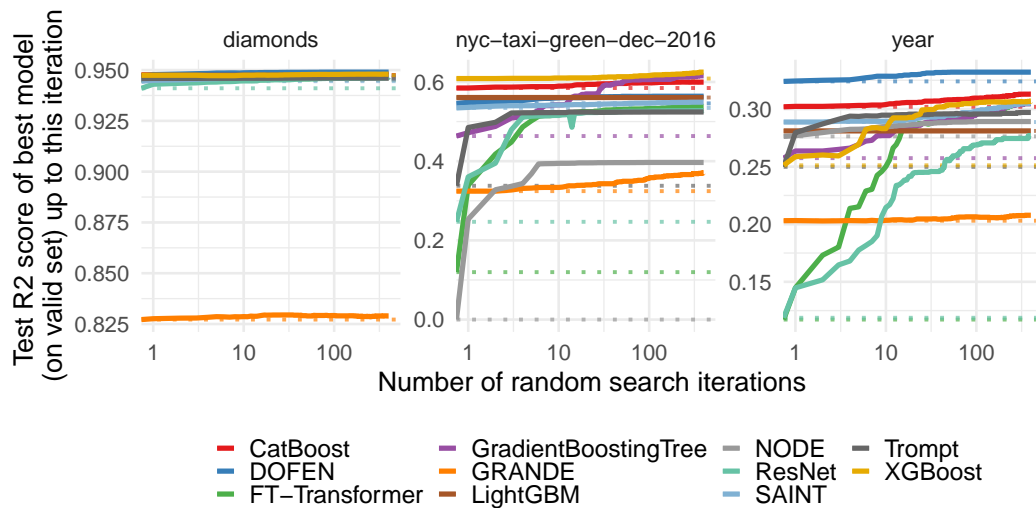 diamonds nyc−taxi−green−dec−2016 year
Test R2 score of best model
(on valid set) up to this iteration
0.950
0.925
0.900
0.875
0.850
0.825
1 10 100
0.6
0.4
0.2
0.0
1 10 100
0.30
0.25
0.20
0.15
1 10 100
Number of random search iterations
CatBoost GradientBoostingTree NODE Trompt
DOFEN GRANDE ResNet XGBoost
FT−Transformer LightGBM SAINT